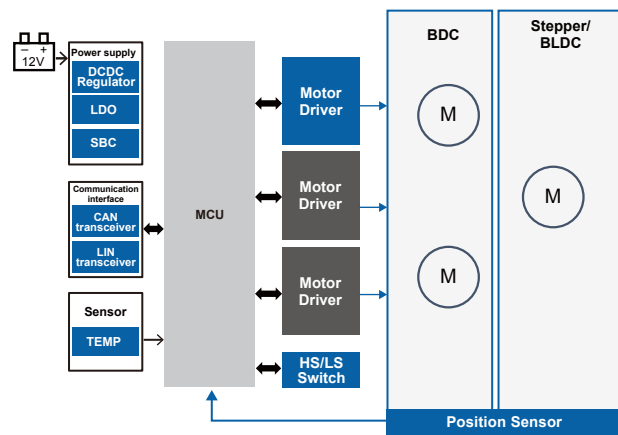 − +
12V
Power supply
DCDC
Regulator
LDO
SBC
Communication
interface
CAN
transceiver
LIN
transceiver
Sensor
TEMP
MCU
Motor
Driver
Motor
Driver
Motor
Driver
HS/LS
Switch
BDC
M
M
Stepper/
BLDC
M
Position Sensor